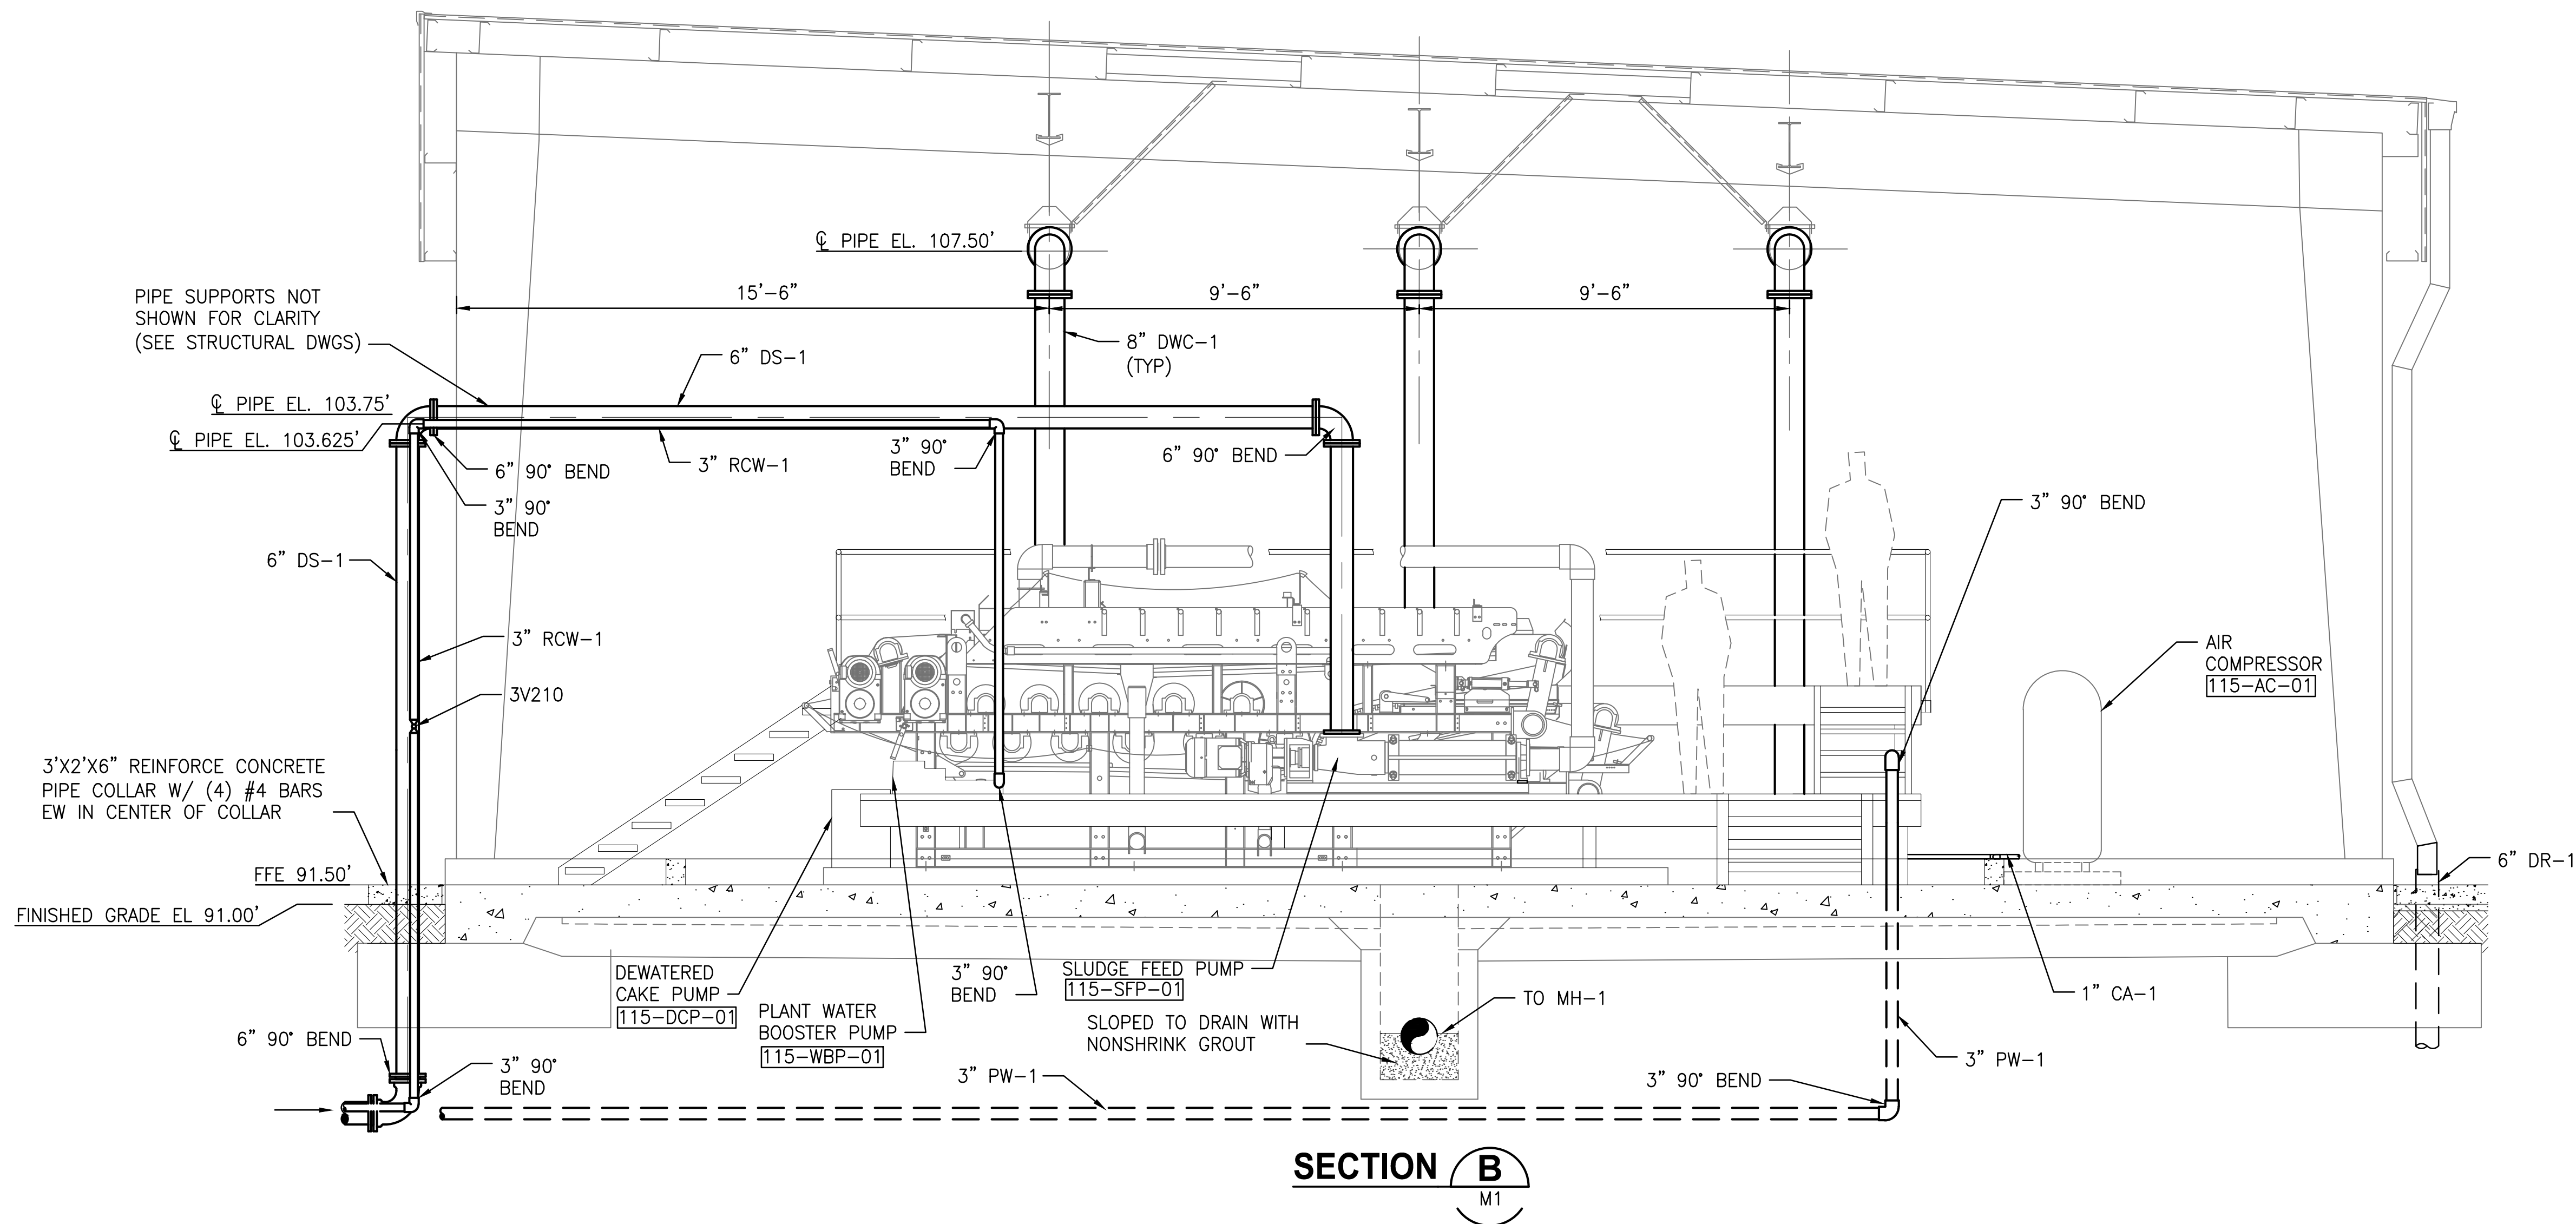 ℄ PIPE EL. 107.50'
15'-6"
9'-6"
9'-6"
PIPE SUPPORTS NOT
SHOWN FOR CLARITY
(SEE STRUCTURAL DWGS)
6" DS-1
8" DWC-1
(TYP)
℄ PIPE EL. 103.75'
℄ PIPE EL. 103.625'
6" 90° BEND
3" RCW-1
3" 90°
BEND
6" 90° BEND
3" 90°
BEND
3" 90° BEND
6" DS-1
3" RCW-1
3V210
AIR
COMPRESSOR
115-AC-01
3'X2'X6" REINFORCE CONCRETE
PIPE COLLAR W/ (4) #4 BARS
EW IN CENTER OF COLLAR
FFE 91.50'
FINISHED GRADE EL 91.00'
6" DR-1
DEWATERED
CAKE PUMP
115-DCP-01
PLANT WATER
BOOSTER PUMP
115-WBP-01
3" 90°
BEND
SLUDGE FEED PUMP
115-SFP-01
SLOPED TO DRAIN WITH
NONSHRINK GROUT
TO MH-1
1" CA-1
6" 90° BEND
3" 90°
BEND
3" PW-1
3" 90° BEND
3" PW-1
SECTION B
M1